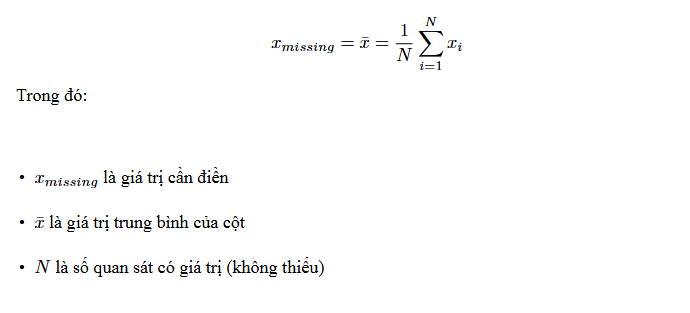 x_missing = x̄ = 1/N ∑_{i=1}^{N} x_i
Trong đó:
• x_missing là giá trị cần điền
• x̄ là giá trị trung bình của cột
• N là số quan sát có giá trị (không thiếu)